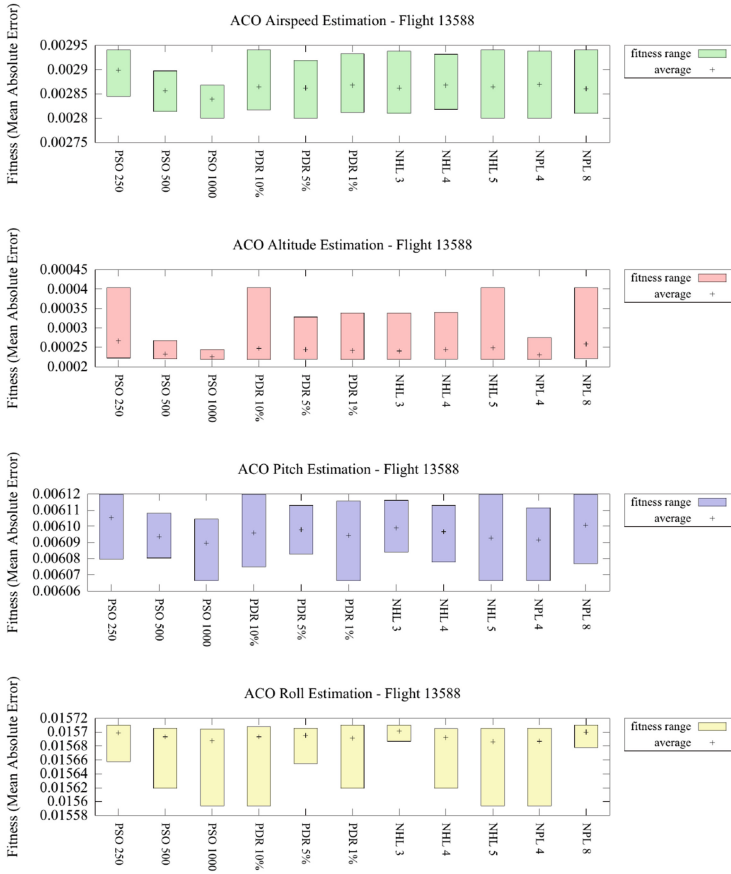 ACO Airspeed Estimation - Flight 13588
Fitness (Mean Absolute Error)
0.00295
0.0029
0.00285
0.0028
0.00275
PSO 250
PSO 500
PSO 1000
PDR 10%
PDR 5%
PDR 1%
NHL 3
NHL 4
NHL 5
NPL 4
NPL 8
fitness range
average
ACO Altitude Estimation - Flight 13588
Fitness (Mean Absolute Error)
0.00045
0.0004
0.00035
0.0003
0.00025
0.0002
PSO 250
PSO 500
PSO 1000
PDR 10%
PDR 5%
PDR 1%
NHL 3
NHL 4
NHL 5
NPL 4
NPL 8
fitness range
average
ACO Pitch Estimation - Flight 13588
Fitness (Mean Absolute Error)
0.00612
0.00611
0.00610
0.00609
0.00608
0.00607
0.00606
PSO 250
PSO 500
PSO 1000
PDR 10%
PDR 5%
PDR 1%
NHL 3
NHL 4
NHL 5
NPL 4
NPL 8
fitness range
average
ACO Roll Estimation - Flight 13588
Fitness (Mean Absolute Error)
0.01572
0.0157
0.01568
0.01566
0.01564
0.01562
0.0156
0.01558
PSO 250
PSO 500
PSO 1000
PDR 10%
PDR 5%
PDR 1%
NHL 3
NHL 4
NHL 5
NPL 4
NPL 8
fitness range
average